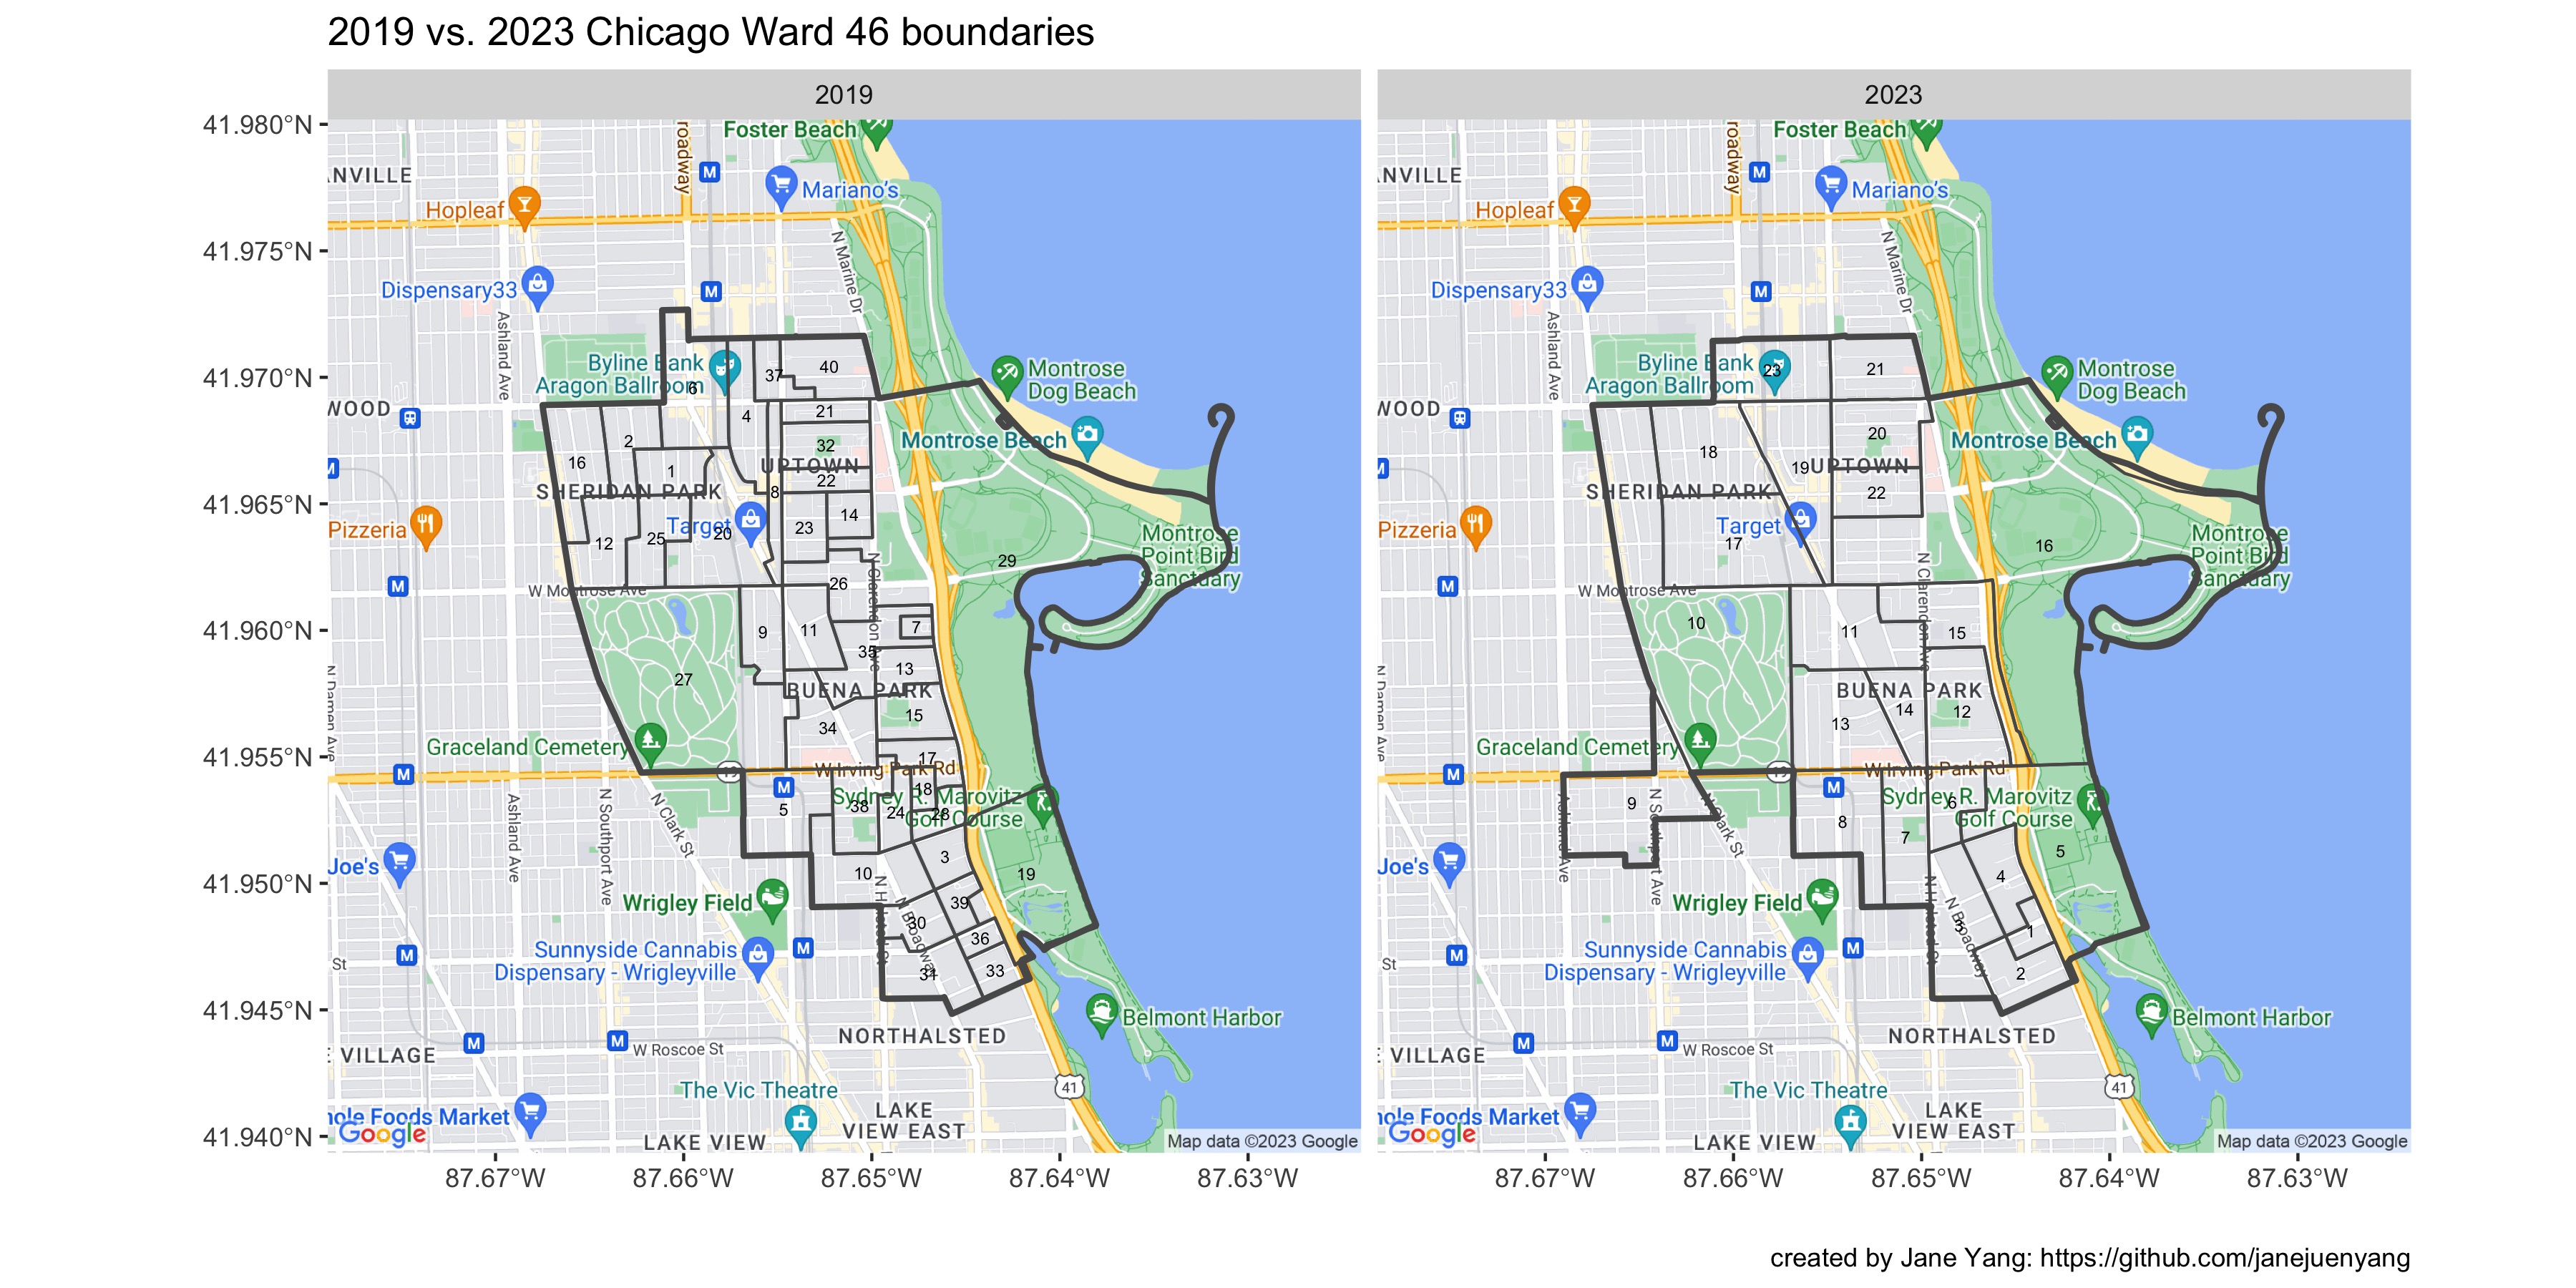 2019 vs. 2023 Chicago Ward 46 boundaries
2019
41.980°N
41.975°N
41.970°N
41.965°N
41.960°N
41.955°N
41.950°N
41.945°N
41.940°N
Foster Beach
roadway
M
NVILLE
Mariano's
Hopleaf
N Marine Dr
M
Dispensary33
Ashland Ave
Byline Bank
Aragon Ballroom
6
37
40
Montrose
Dog Beach
WOOD
4
21
2
32
Montrose Beach
16
1
UPTOWN
22
SHERIDAN PARK
8
M
14
Pizzeria
Target
20
23
12
25
Montrose
Point Bird
Sanctuary
29
M
W Montrose Ave
26
N Clarendon Ave
9
11
7
35
13
N Damen Ave
27
BUENA PARK
15
34
Graceland Cemetery
17
W Irving Park Rd
M
19
M
18
Sydney R. Marovitz
Golf Course
5
38
24
28
Ashland Ave
N Southport Ave
N Clark St
3
Joe's
10
19
N Halsted St
N Broadway
Wrigley Field
39
30
36
Sunnyside Cannabis
Dispensary - Wrigleyville
M
M
St
31
33
Belmont Harbor
NORTHALSTED
M
M
W Roscoe St
E VILLAGE
41
The Vic Theatre
hole Foods Market
LAKE
VIEW EAST
Google
LAKE VIEW
Map data ©2023 Google
87.67°W
87.66°W
87.65°W
87.64°W
87.63°W
2023
Foster Beach
roadway
M
NVILLE
Mariano's
Hopleaf
N Marine Dr
M
Dispensary33
Ashland Ave
Byline Bank
Aragon Ballroom
23
21
Montrose
Dog Beach
WOOD
20
Montrose Beach
18
19
UPTOWN
M
SHERIDAN PARK
22
Pizzeria
Target
17
16
Montrose
Point Bird
Sanctuary
M
W Montrose Ave
N Clarendon Ave
10
11
15
N Damen Ave
BUENA PARK
14
12
13
Graceland Cemetery
W Irving Park Rd
M
19
M
Sydney R. Marovitz
Golf Course
6
9
8
7
5
Ashland Ave
N Southport Ave
N Clark St
Joe's
4
N Halsted St
N Broadway
Wrigley Field
3
1
Sunnyside Cannabis
Dispensary - Wrigleyville
M
M
St
2
Belmont Harbor
NORTHALSTED
M
M
W Roscoe St
E VILLAGE
41
The Vic Theatre
hole Foods Market
LAKE
VIEW EAST
Google
LAKE VIEW
Map data ©2023 Google
87.67°W
87.66°W
87.65°W
87.64°W
87.63°W
created by Jane Yang: https://github.com/janejuenyang